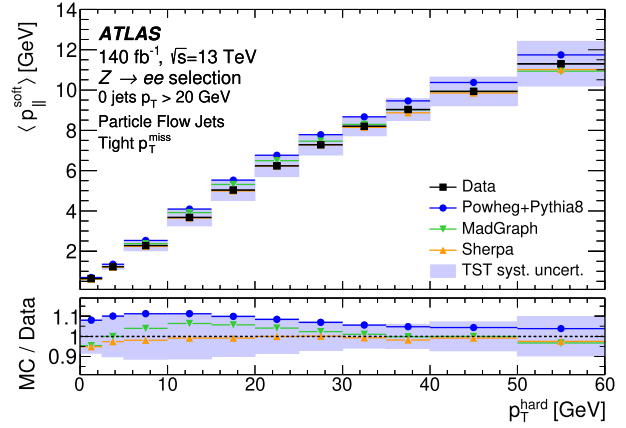 ⟨ p∥^soft ⟩ [GeV]
14
12
10
8
6
4
2
ATLAS
140 fb⁻¹, √s=13 TeV
Z → ee selection
0 jets p_T > 20 GeV
Particle Flow Jets
Tight p_T^miss
Data
Powheg+Pythia8
MadGraph
Sherpa
TST syst. uncert.
MC / Data
1.1
1
0.9
0 10 20 30 40 50 60
p_T^hard [GeV]